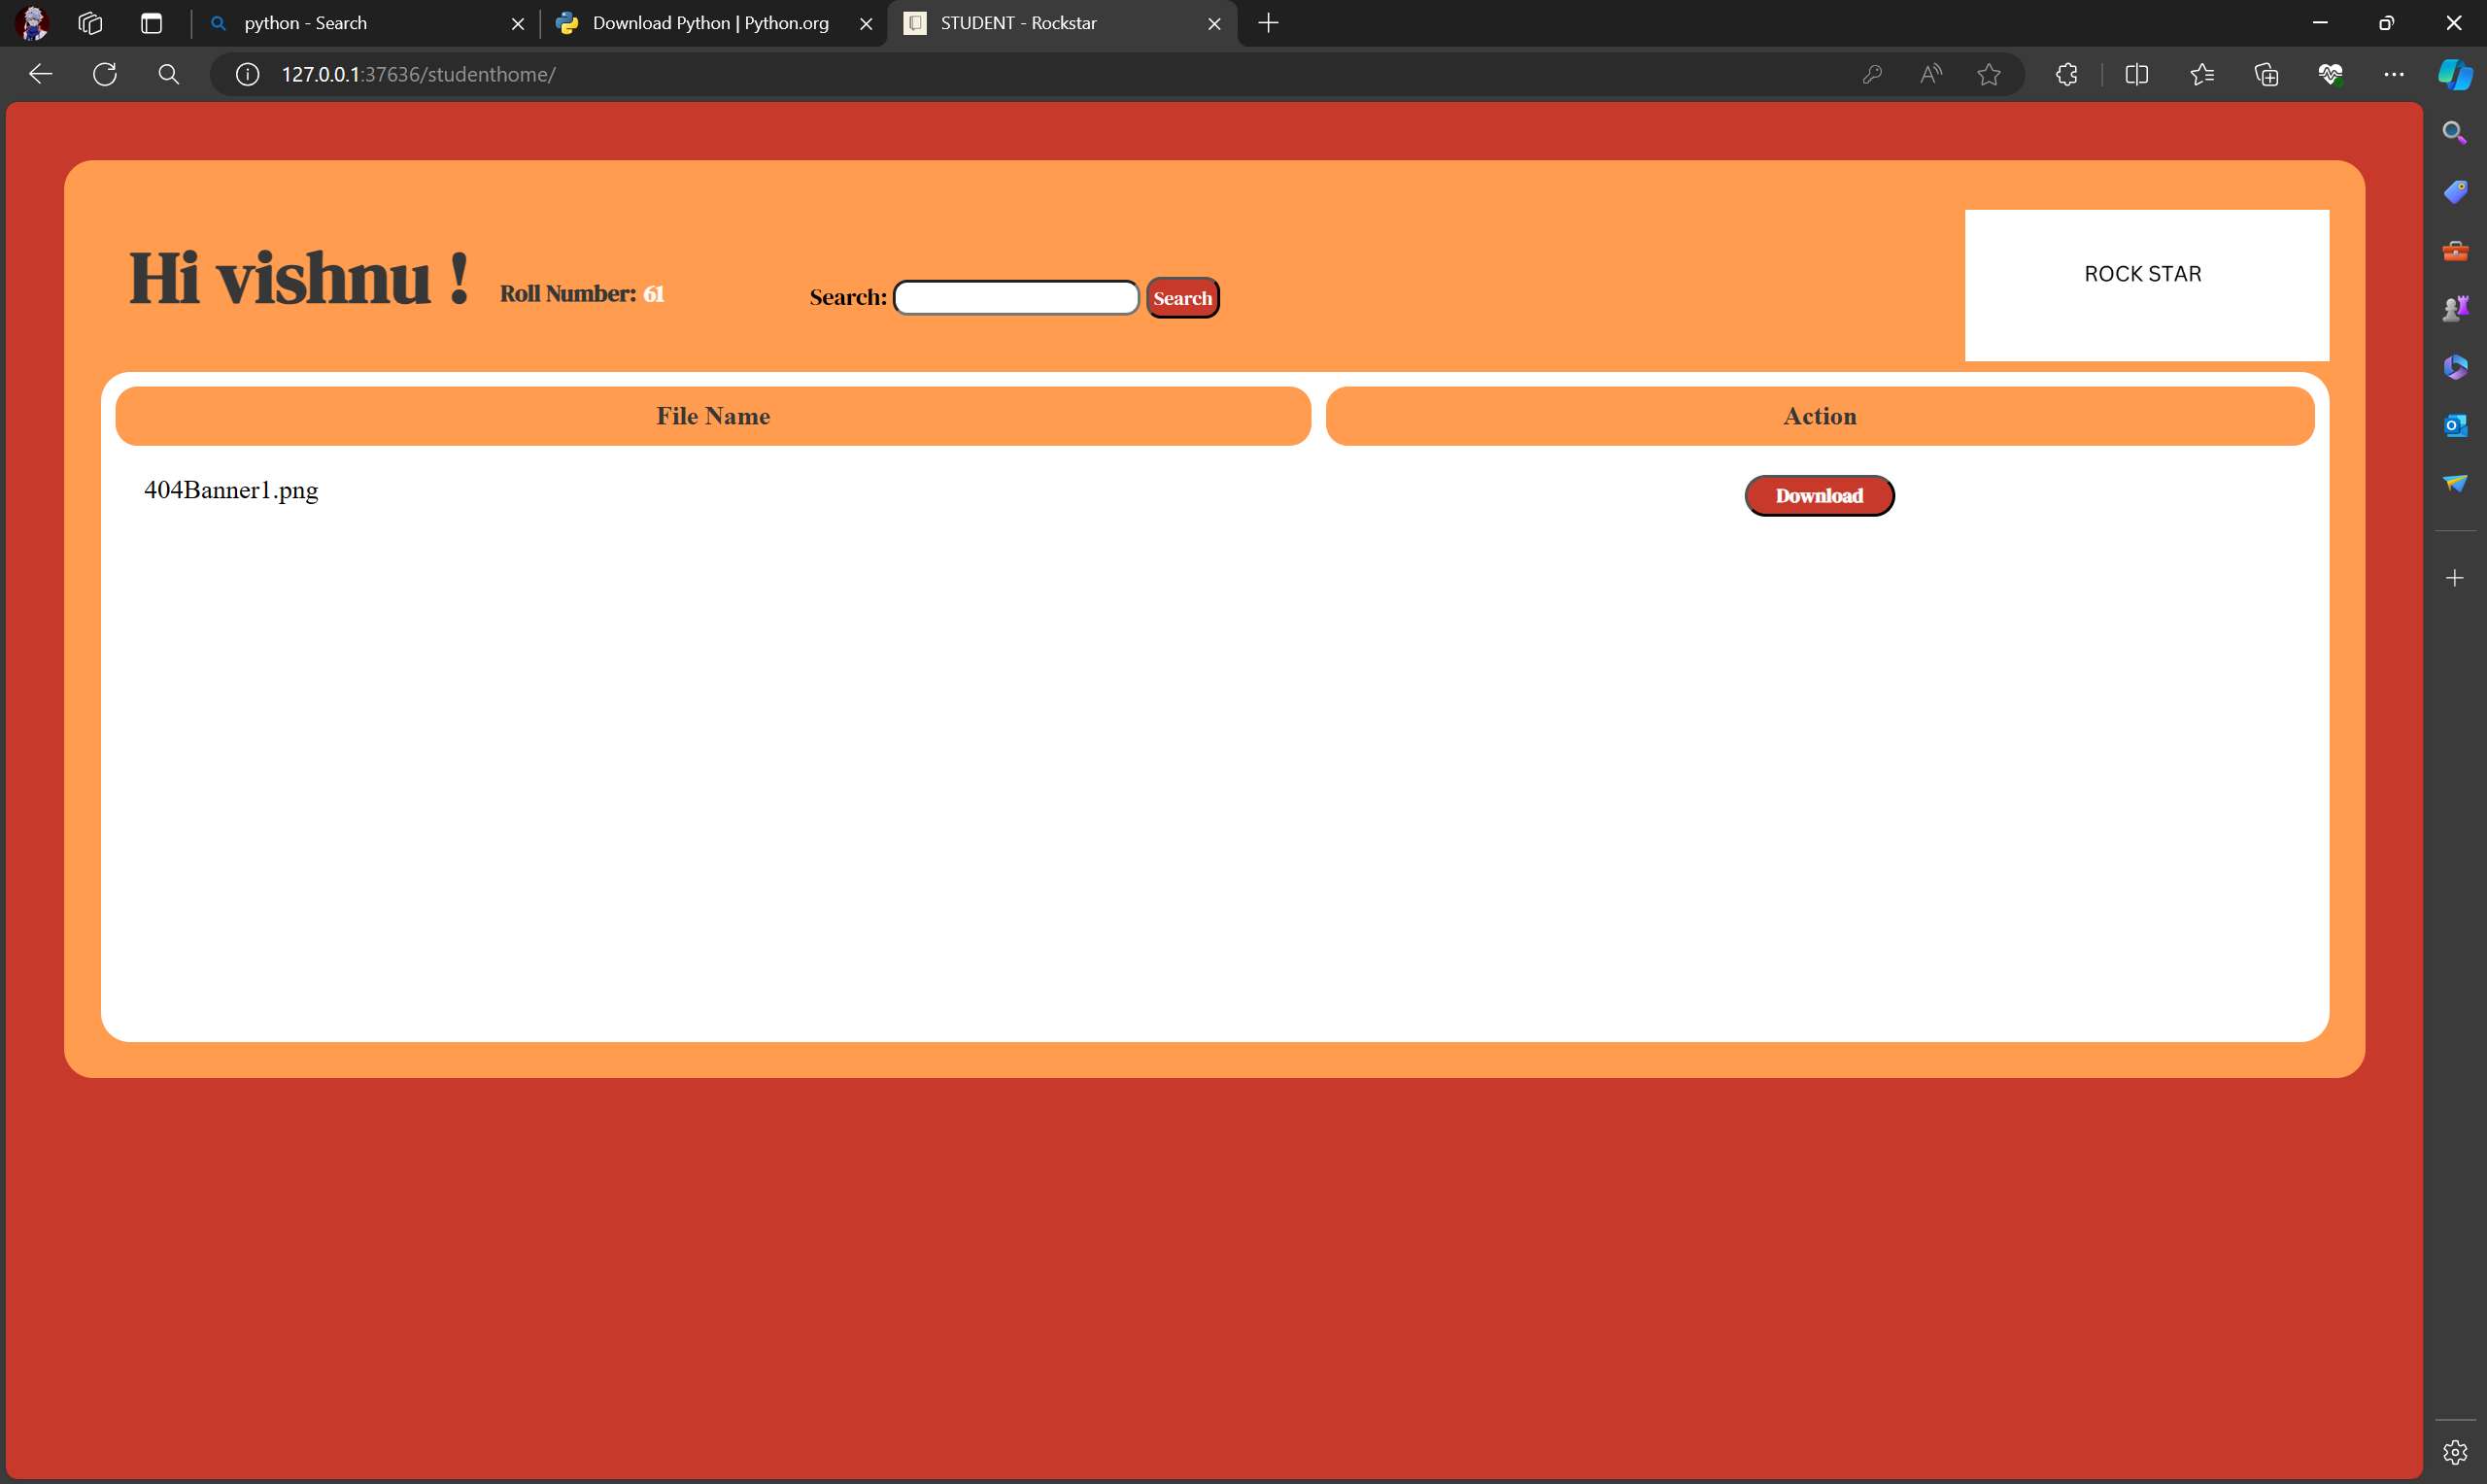 python - Search
Download Python | Python.org
STUDENT - Rockstar
127.0.0.1:37636/studenthome/
Hi vishnu !
Roll Number: 61
Search:
Search
ROCK STAR
File Name
Action
404Banner1.png
Download